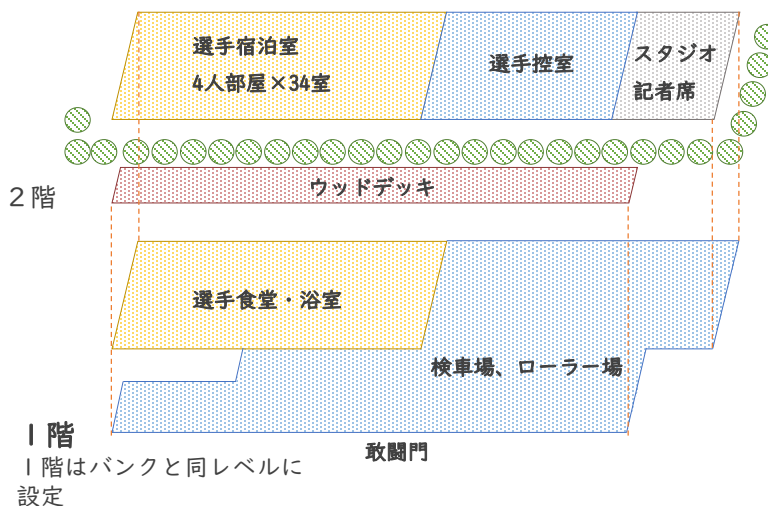 選手宿泊室
4人部屋×34室
選手控室
スタジオ
記者席
ウッドデッキ
2階
選手食堂・浴室
検車場、ローラー場
敢闘門
1階
1階はバンクと同レベルに
設定